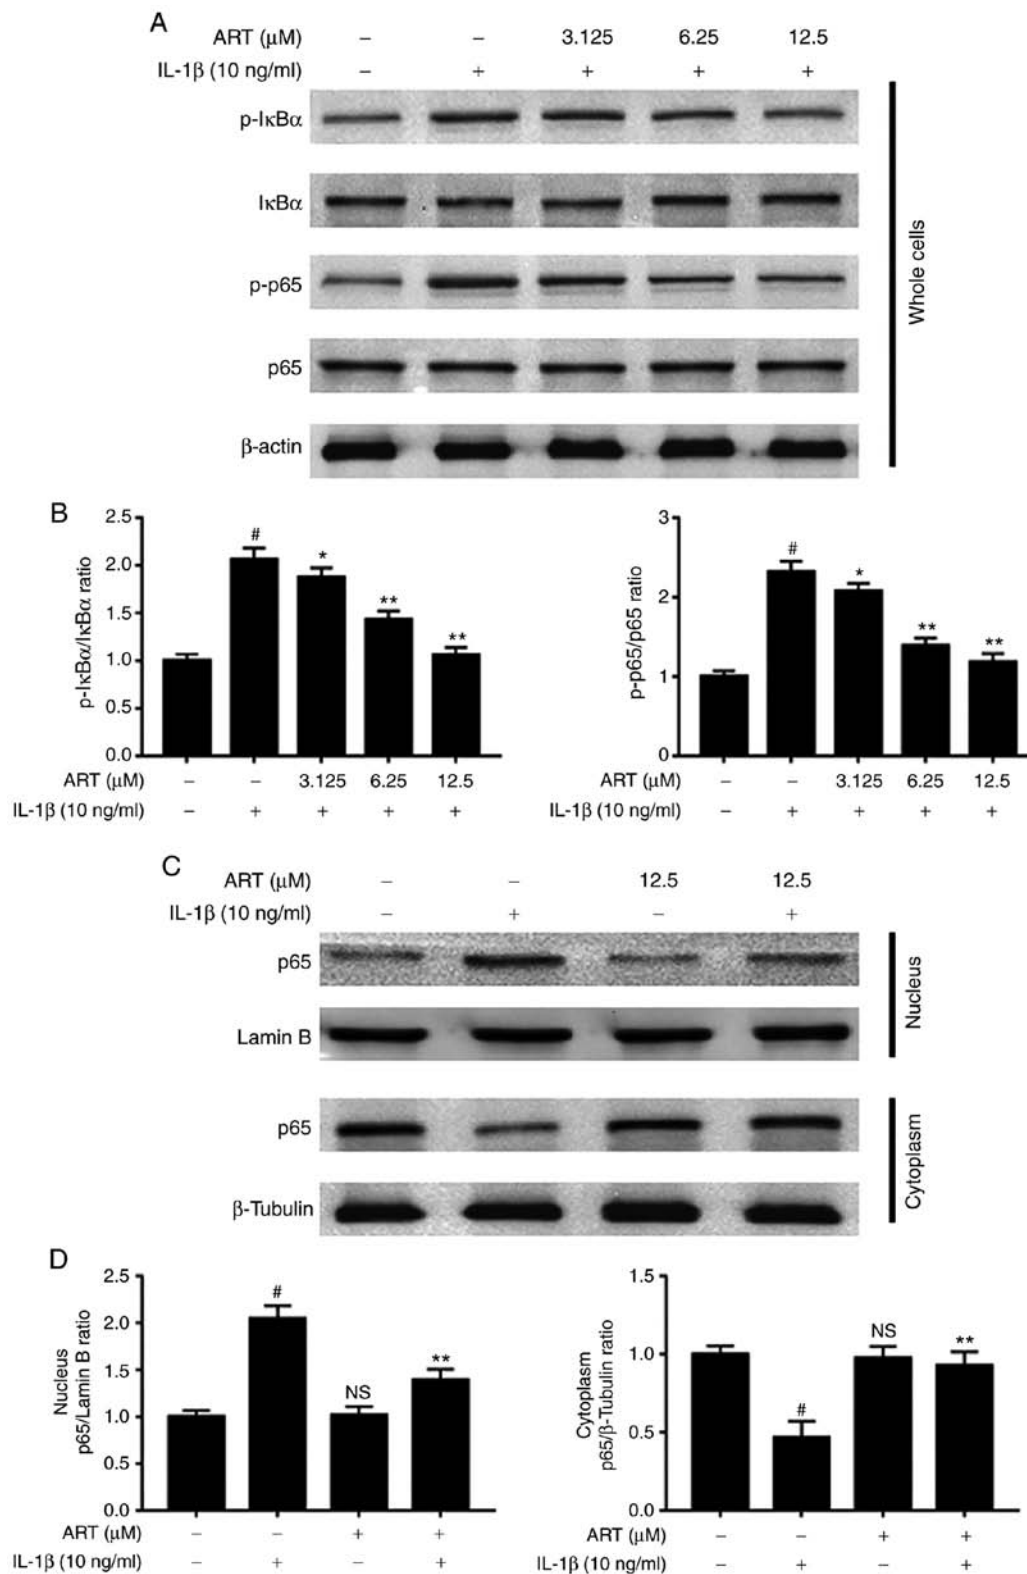 A
ART (μM) – – 3.125 6.25 12.5
IL-1β (10 ng/ml) – + + + +
p-IκBα
IκBα
p-p65
p65
β-actin
Whole cells
B
p-IκBα/IκBα ratio
2.5
2.0
1.5
1.0
0.5
0.0
# * ** **
ART (μM) – – 3.125 6.25 12.5
IL-1β (10 ng/ml) – + + + +
p-p65/p65 ratio
3
2
1
0
# * ** **
ART (μM) – – 3.125 6.25 12.5
IL-1β (10 ng/ml) – + + + +
C
ART (μM) – – 12.5 12.5
IL-1β (10 ng/ml) – + – +
p65
Lamin B
Nucleus
p65
β-Tubulin
Cytoplasm
D
Nucleus
p65/Lamin B ratio
2.5
2.0
1.5
1.0
0.5
0.0
# NS **
ART (μM) – – + +
IL-1β (10 ng/ml) – + – +
Cytoplasm
p65/β-Tubulin ratio
1.5
1.0
0.5
0.0
# NS **
ART (μM) – – + +
IL-1β (10 ng/ml) – + – +